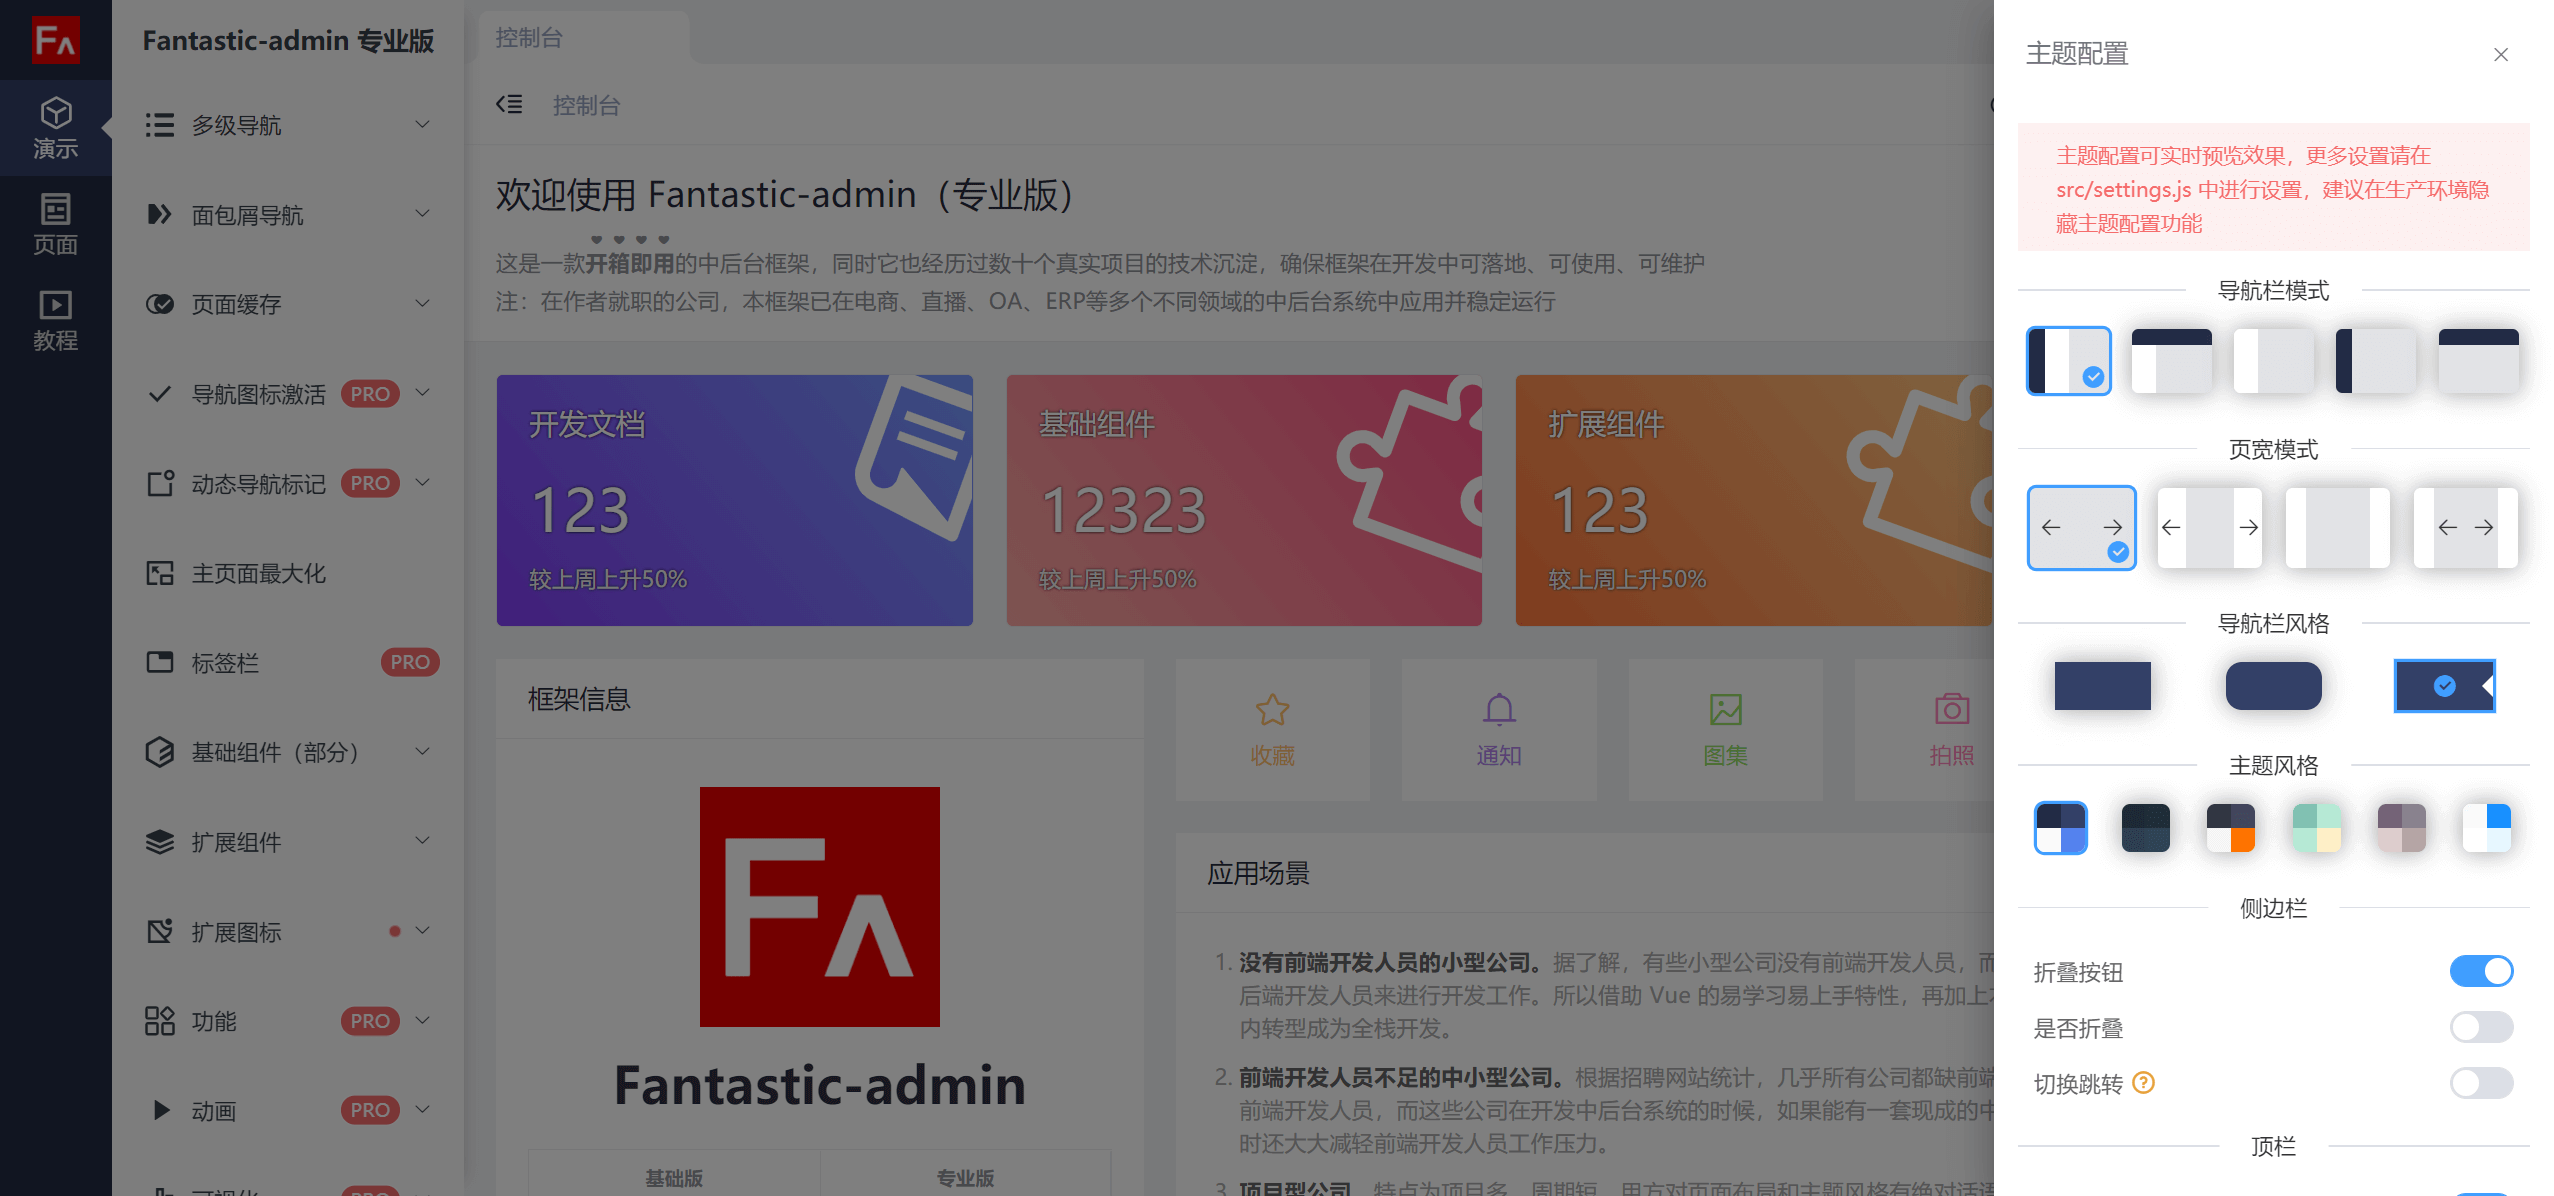 FA
演示
页面
教程
Fantastic-admin 专业版
多级导航
面包屑导航
页面缓存
导航图标激活 PRO
动态导航标记 PRO
主页面最大化
标签栏 PRO
基础组件（部分）
扩展组件
扩展图标
功能 PRO
动画 PRO
PRO
控制台
控制台
欢迎使用 Fantastic-admin（专业版）
这是一款开箱即用的中后台框架，同时它也经历过数十个真实项目的技术沉淀，确保框架在开发中可落地、可使用、可维护
注：在作者就职的公司，本框架已在电商、直播、OA、ERP等多个不同领域的中后台系统中应用并稳定运行
开发文档
123
较上周上升50%
基础组件
12323
较上周上升50%
扩展组件
123
较上周上升50%
框架信息
FA
Fantastic-admin
基础版 专业版
收藏
通知
图集
拍照
应用场景
1. 没有前端开发人员的小型公司。据了解，有些小型公司没有前端开发人员，而
后端开发人员来进行开发工作。所以借助 Vue 的易学习易上手特性，再加上
内转型成为全栈开发。
2. 前端开发人员不足的中小型公司。根据招聘网站统计，几乎所有公司都缺前端
前端开发人员，而这些公司在开发中后台系统的时候，如果能有一套现成的中
时还大大减轻前端开发人员工作压力。
3. 项目型公司。特点为项目多、周期短，甲方对页面布局和主题风格有绝对话语
主题配置
主题配置可实时预览效果，更多设置请在
src/settings.js 中进行设置，建议在生产环境隐
藏主题配置功能
导航栏模式
页宽模式
导航栏风格
主题风格
侧边栏
折叠按钮
是否折叠
切换跳转
顶栏